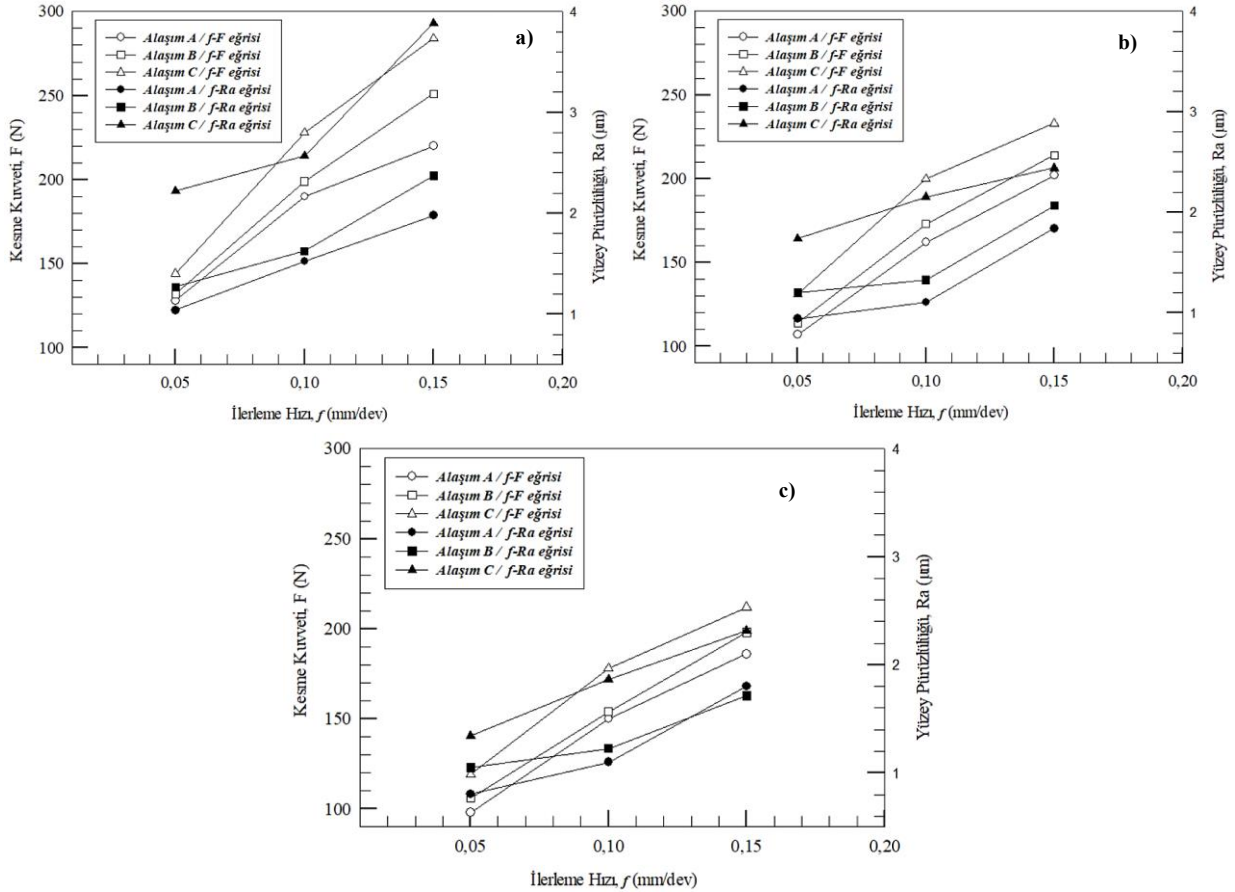 a)
Alaşım A / f-F eğrisi
Alaşım B / f-F eğrisi
Alaşım C / f-F eğrisi
Alaşım A / f-Ra eğrisi
Alaşım B / f-Ra eğrisi
Alaşım C / f-Ra eğrisi
Kesme Kuvveti, F (N)
300
250
200
150
100
4
3
2
1
Yüzey Pürüzlülüğü, Ra (µm)
0,05 0,10 0,15 0,20
İlerleme Hızı, f (mm/dev)
b)
Alaşım A / f-F eğrisi
Alaşım B / f-F eğrisi
Alaşım C / f-F eğrisi
Alaşım A / f-Ra eğrisi
Alaşım B / f-Ra eğrisi
Alaşım C / f-Ra eğrisi
Kesme Kuvveti, F (N)
300
250
200
150
100
4
3
2
1
Yüzey Pürüzlülüğü, Ra (µm)
0,05 0,10 0,15 0,20
İlerleme Hızı, f (mm/dev)
c)
Alaşım A / f-F eğrisi
Alaşım B / f-F eğrisi
Alaşım C / f-F eğrisi
Alaşım A / f-Ra eğrisi
Alaşım B / f-Ra eğrisi
Alaşım C / f-Ra eğrisi
Kesme Kuvveti, F (N)
300
250
200
150
100
4
3
2
1
Yüzey Pürüzlülüğü, Ra (µm)
0,05 0,10 0,15 0,20
İlerleme Hızı, f (mm/dev)